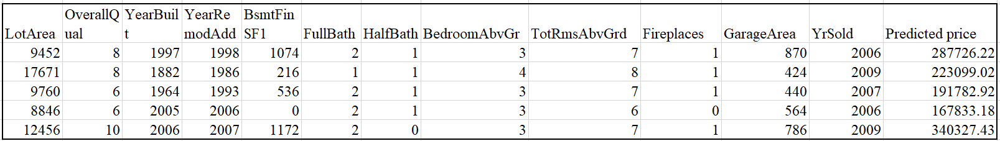 LotArea OverallQual YearBuilt YearRemodAdd BsmtFinSF1 FullBath HalfBath BedroomAbvGr TotRmsAbvGrd Fireplaces GarageArea YrSold Predicted price
9452 8 1997 1998 1074 2 1 3 7 1 870 2006 287726.22
17671 8 1882 1986 216 1 1 4 8 1 424 2009 223099.02
9760 6 1964 1993 536 2 1 3 7 1 440 2007 191782.92
8846 6 2005 2006 0 2 1 3 6 0 564 2006 167833.18
12456 10 2006 2007 1172 2 0 3 7 1 786 2009 340327.43